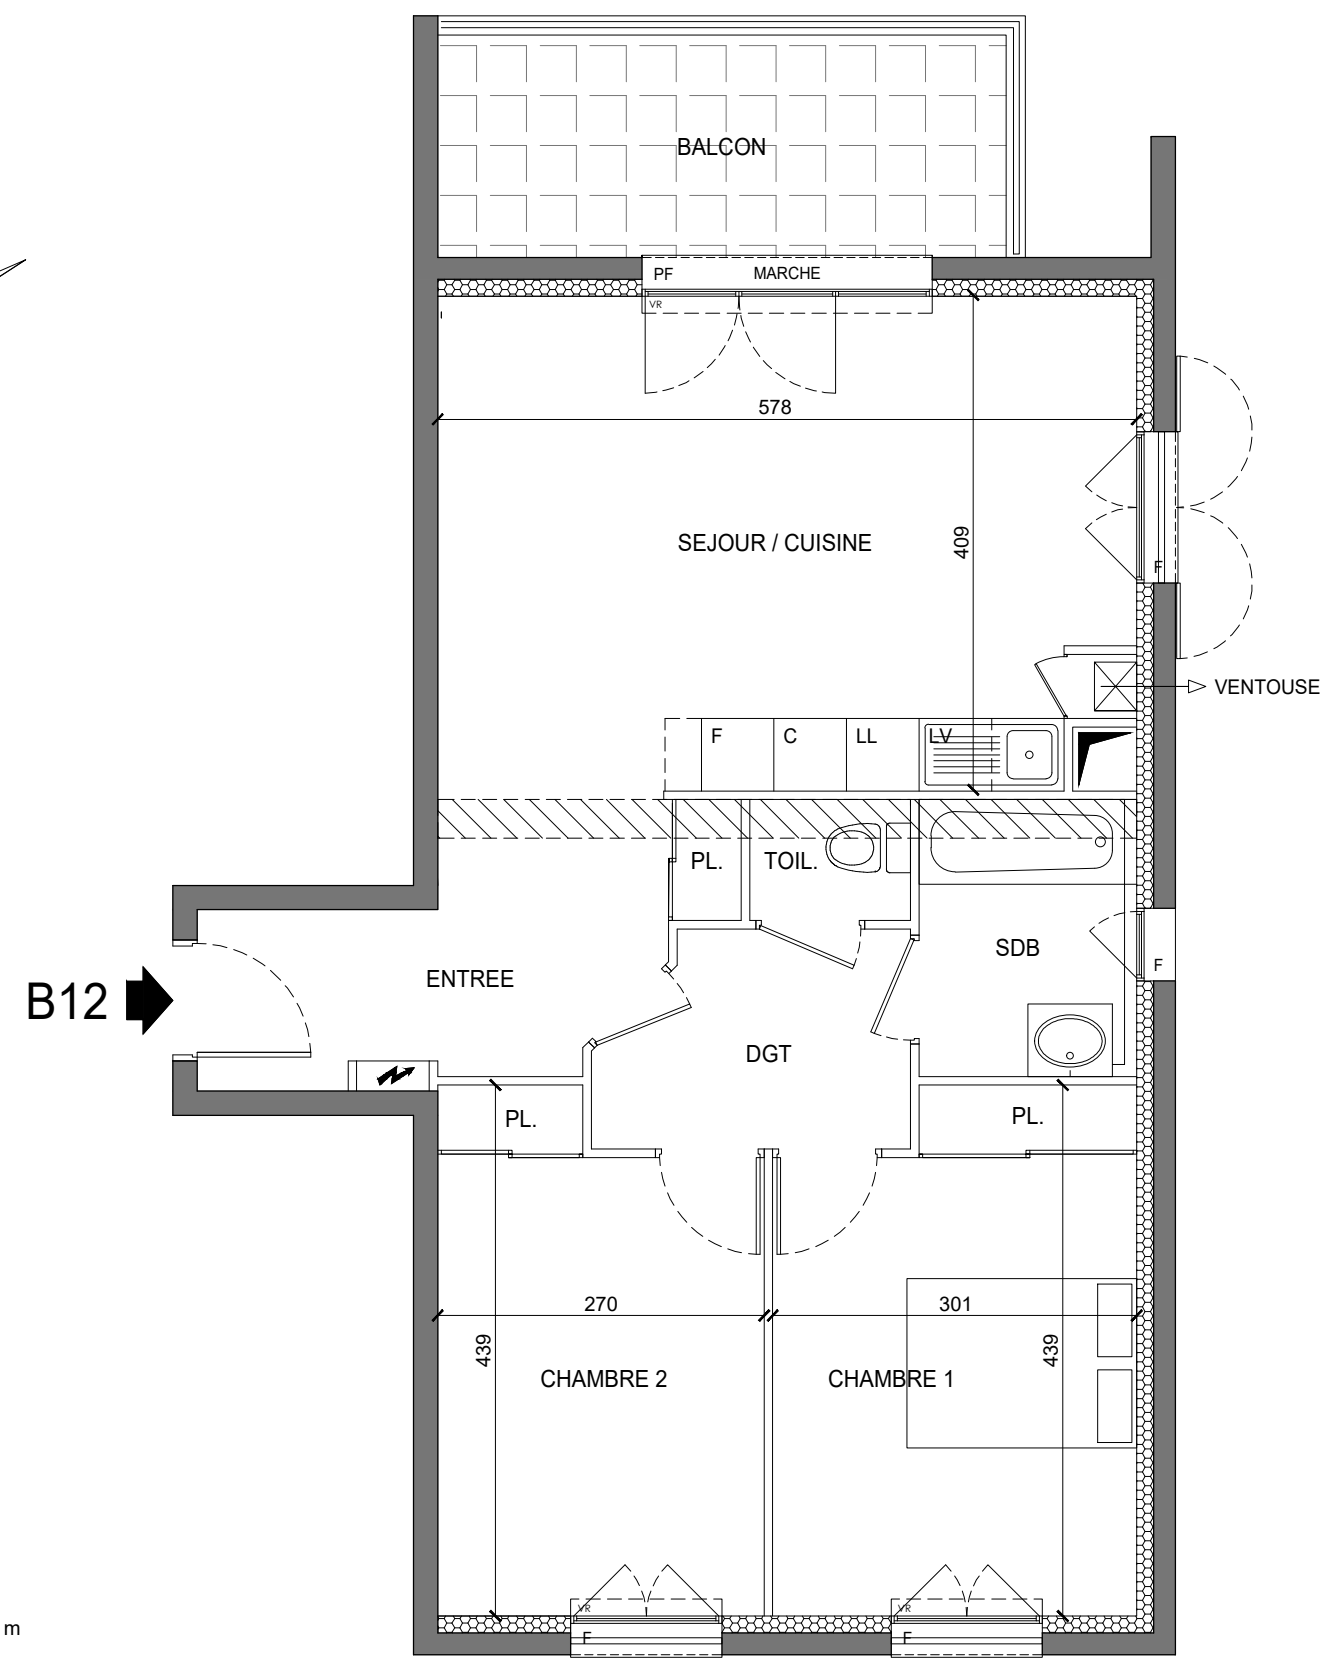 BALCON
PF
MARCHE
VR
578
SEJOUR / CUISINE
409
F
VENTOUSE
F
C
LL
LV
PL.
TOIL.
SDB
F
ENTREE
B12
DGT
PL.
PL.
270
301
439
439
CHAMBRE 2
CHAMBRE 1
VR
VR
m
F
F